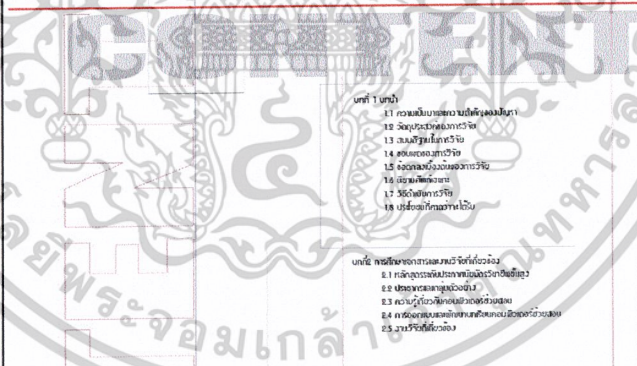 CONTENT
บทที่ 1 บทนำ
1.1 ความเป็นมาและความสำคัญของปัญหา
1.2 วัตถุประสงค์ของการวิจัย
1.3 สมมติฐานในการวิจัย
1.4 ขอบเขตของการวิจัย
1.5 ข้อตกลงเบื้องต้นของการวิจัย
1.6 นิยามศัพท์เฉพาะ
1.7 วิธีดำเนินการวิจัย
1.8 ประโยชน์ที่คาดว่าจะได้รับ
บทที่2 การศึกษาเอกสารและงานวิจัยที่เกี่ยวข้อง
2.1 หลักสูตรระดับประกาศนียบัตรวิชาชีพชั้นสูง
2.2 ประชากรและกลุ่มตัวอย่าง
2.3 ความรู้เกี่ยวกับคอมพิวเตอร์ช่วยสอน
2.4 การออกแบบและพัฒนาบทเรียนคอมพิวเตอร์ช่วยสอน
2.5 งานวิจัยที่เกี่ยวข้อง